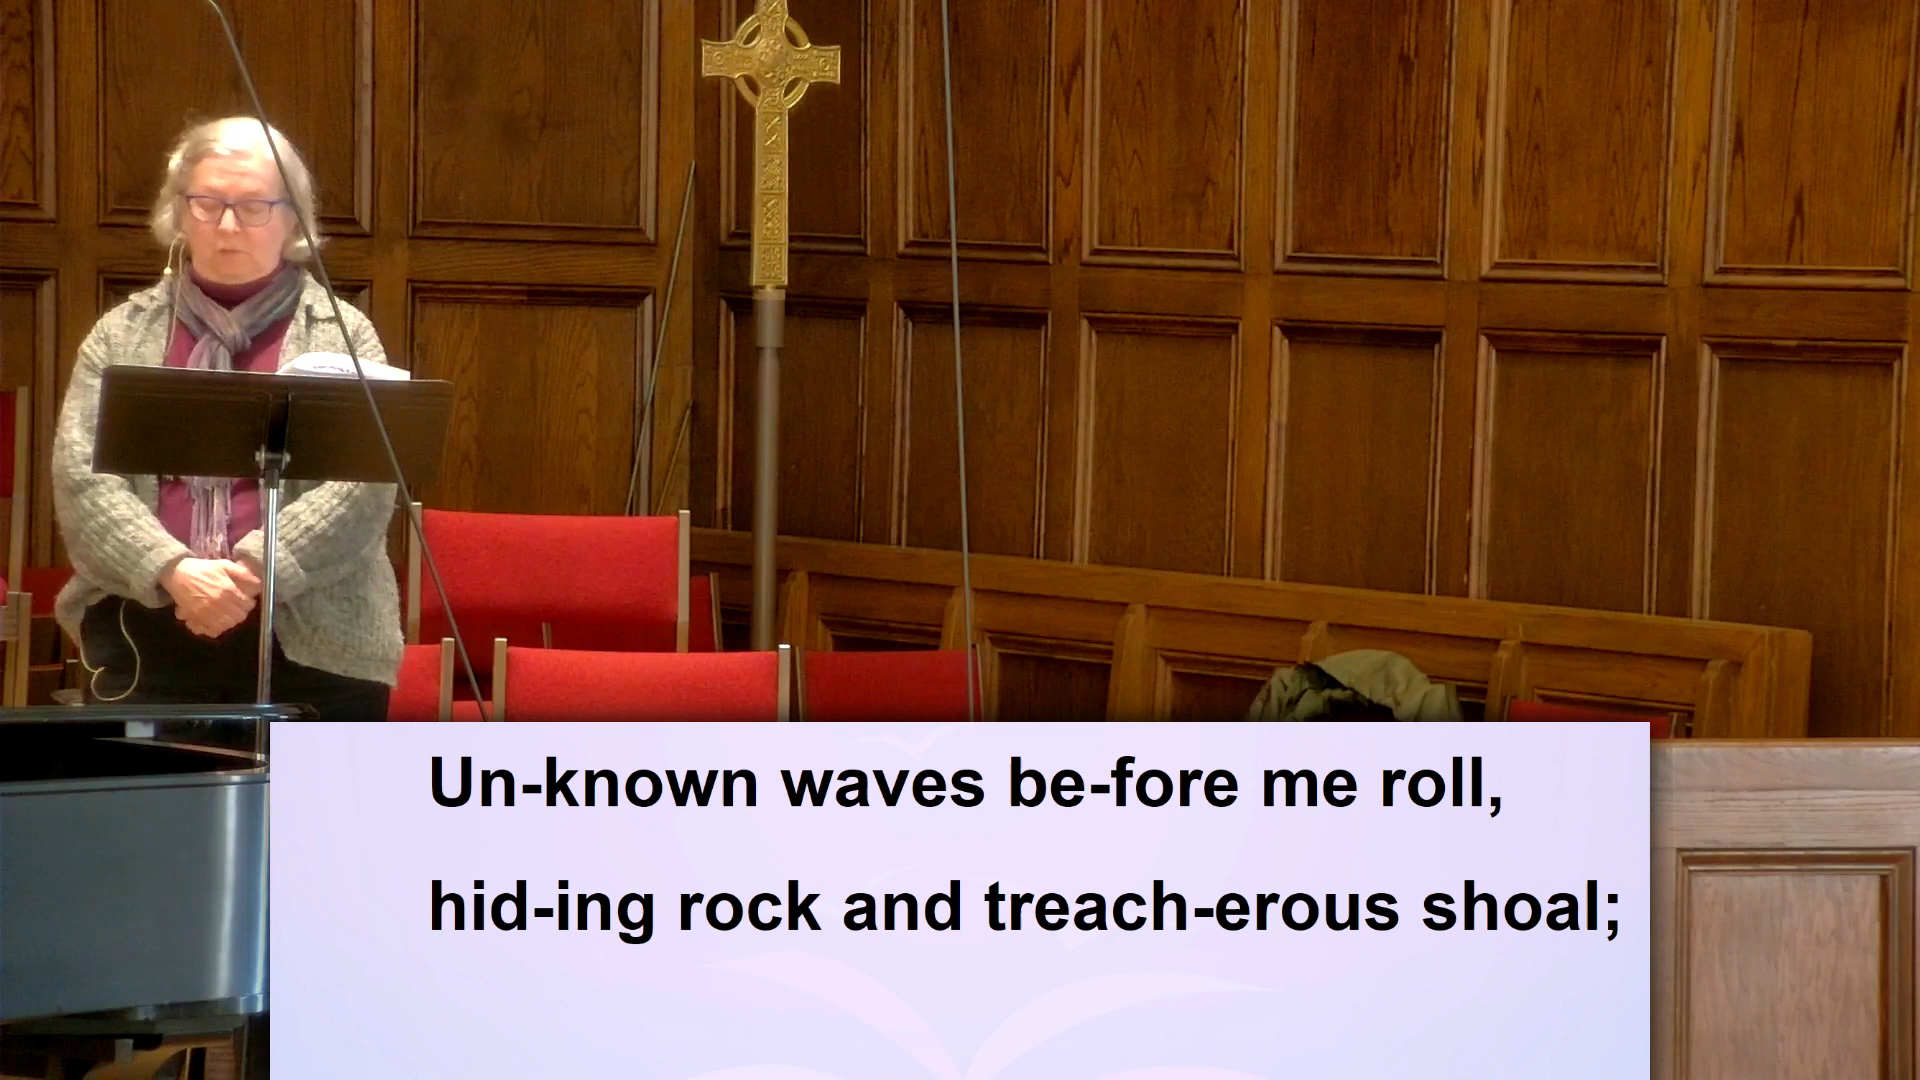 Un-known waves be-fore me roll,
hid-ing rock and treach-erous shoal;